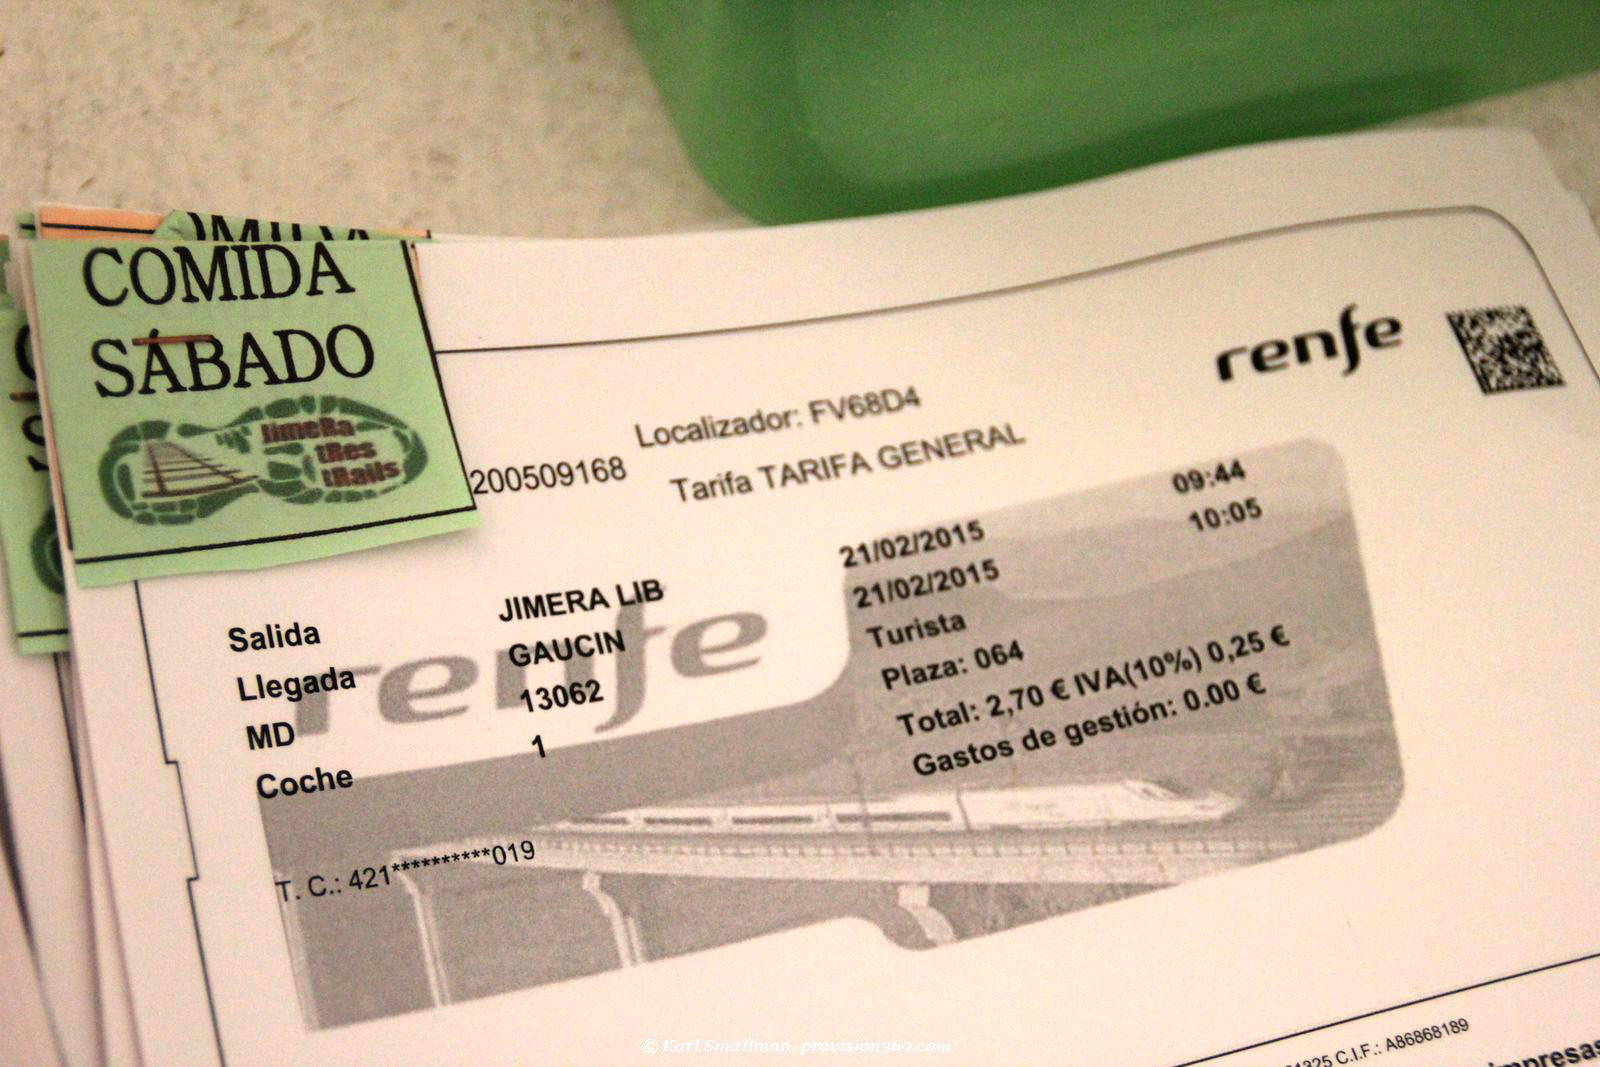 COMIDA
SÁBADO
JimeRa
tRes
tRails
renfe
Localizador: FV68D4
200509168
Tarifa TARIFA GENERAL
Salida JIMERA LIB 21/02/2015 09:44
Llegada GAUCIN 21/02/2015 10:05
MD 13062 Turista
Coche 1 Plaza: 064
Total: 2,70 € IVA(10%) 0,25 €
Gastos de gestión: 0.00 €
renfe
T. C.: 421**********019
C.I.F.: A86868189
© Karl Smallman, provision360.com